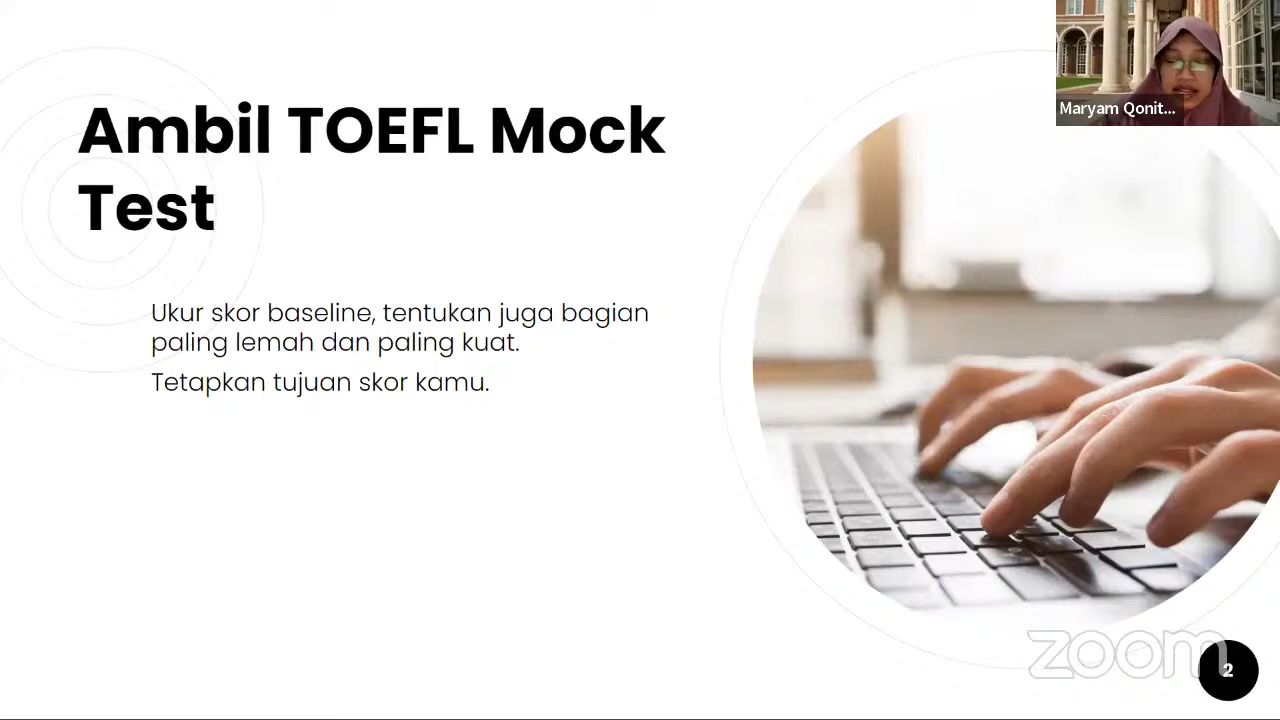 Ambil TOEFL Mock
Test
Ukur skor baseline, tentukan juga bagian
paling lemah dan paling kuat.
Tetapkan tujuan skor kamu.
Maryam Qonit...
zoom
2